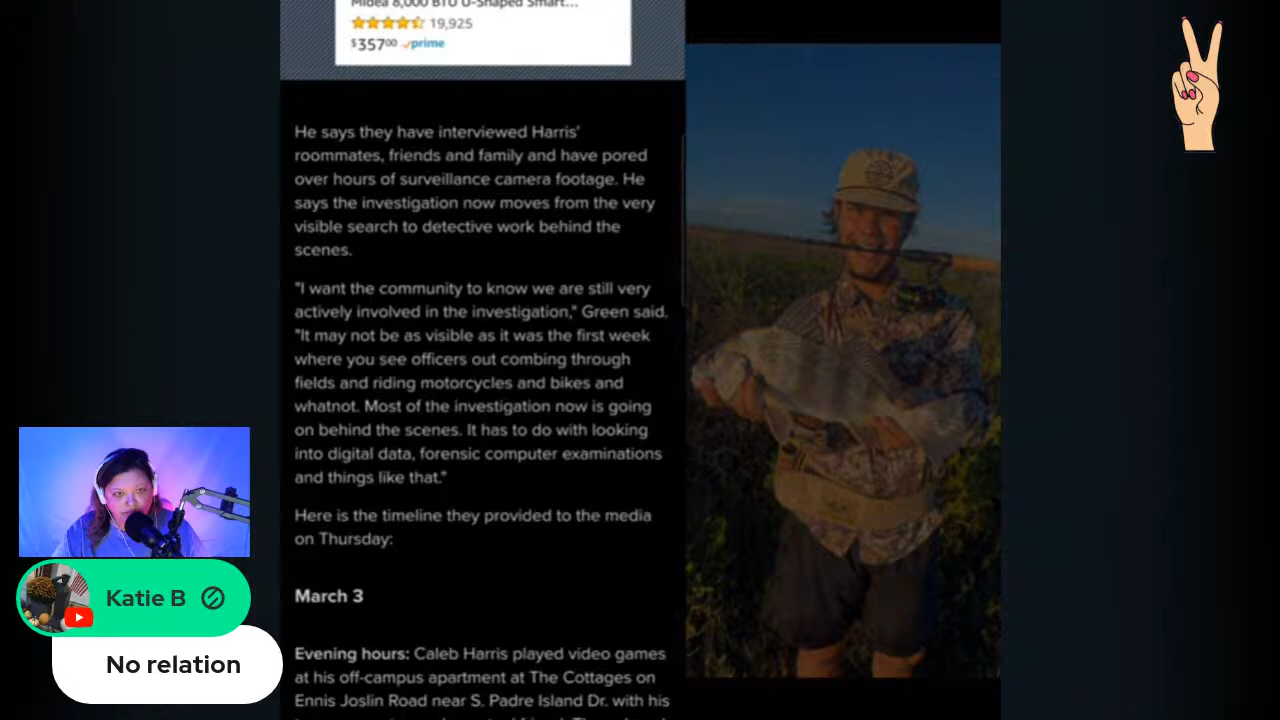 Midea 8,000 BTU U-Shaped Smart...
19,925
$35700 prime
He says they have interviewed Harris'
roommates, friends and family and have pored
over hours of surveillance camera footage. He
says the investigation now moves from the very
visible search to detective work behind the
scenes.
"I want the community to know we are still very
actively involved in the investigation," Green said.
"It may not be as visible as it was the first week
where you see officers out combing through
fields and riding motorcycles and bikes and
whatnot. Most of the investigation now is going
on behind the scenes. It has to do with looking
into digital data, forensic computer examinations
and things like that."
Here is the timeline they provided to the media
on Thursday:
March 3
Evening hours: Caleb Harris played video games
at his off-campus apartment at The Cottages on
Ennis Joslin Road near S. Padre Island Dr. with his
Katie B
No relation